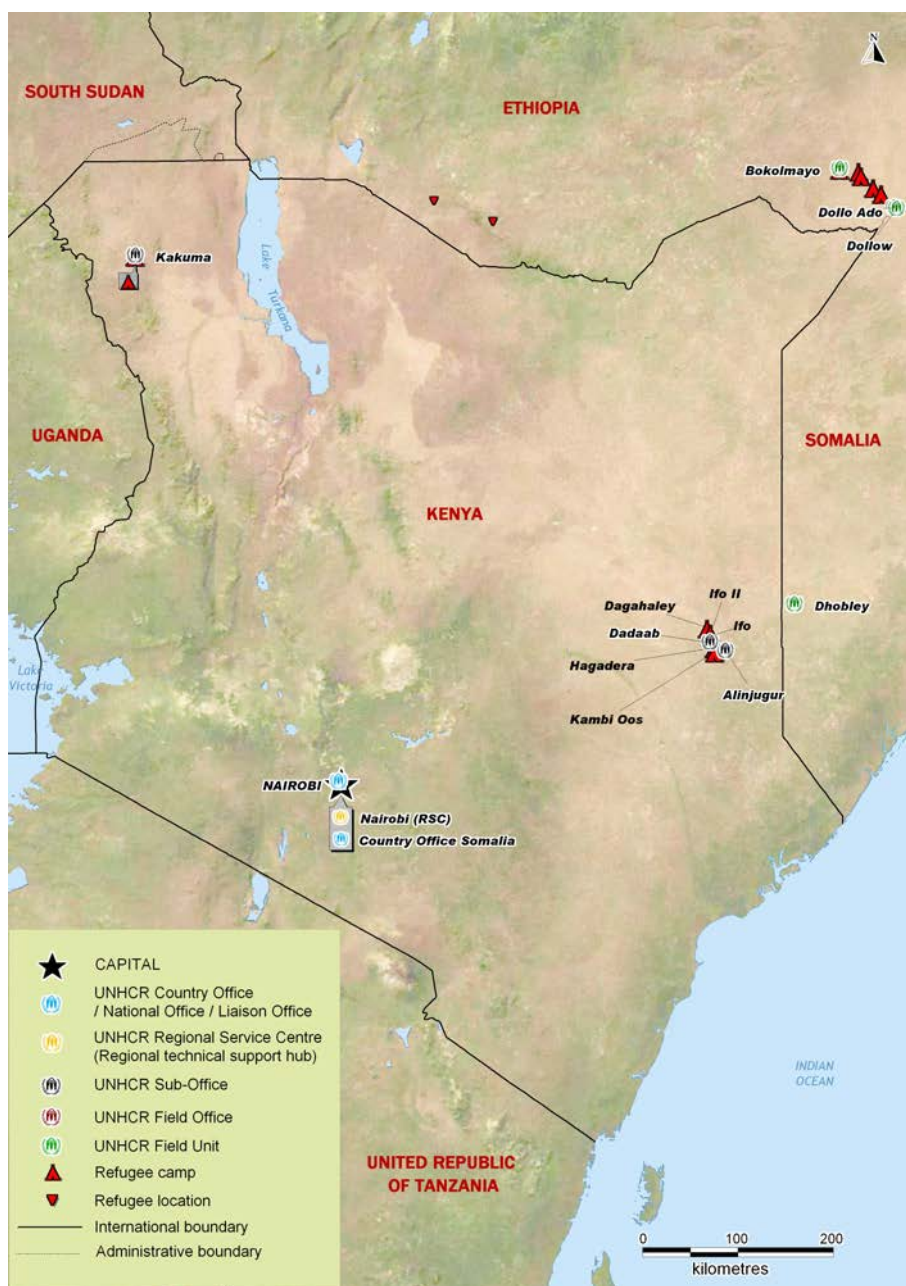 N
SOUTH SUDAN
ETHIOPIA
Bokolmayo
Dollo Ado
Dollow
Kakuma
Lake
Turkana
UGANDA
SOMALIA
KENYA
Ifo II
Dagahaley
Ifo
Dhobley
Dadaab
Hagadera
Alinjugur
Kambi Oos
Lake
Victoria
NAIROBI
Nairobi (RSC)
Country Office Somalia
CAPITAL
UNHCR Country Office
/ National Office / Liaison Office
UNHCR Regional Service Centre
(Regional technical support hub)
UNHCR Sub-Office
UNHCR Field Office
UNHCR Field Unit
Refugee camp
Refugee location
International boundary
Administrative boundary
INDIAN
OCEAN
UNITED REPUBLIC
OF TANZANIA
0 100 200
kilometres